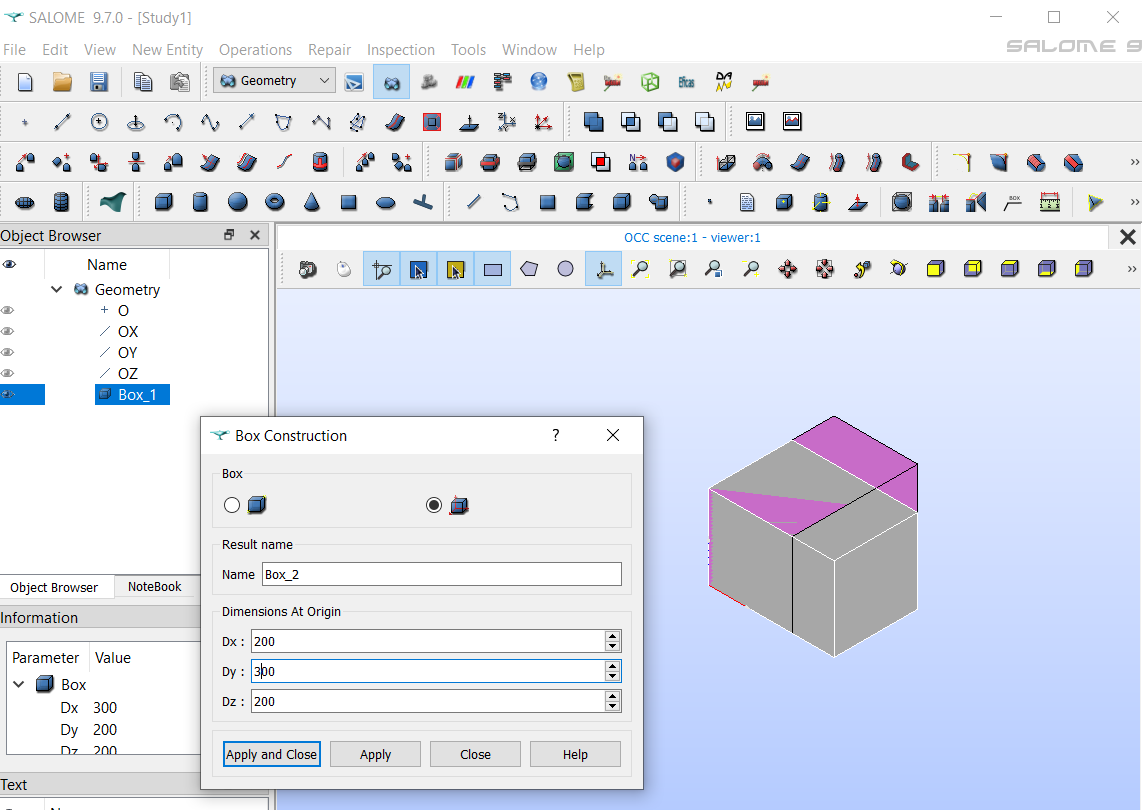 SALOME 9.7.0 - [Study1]
File Edit View New Entity Operations Repair Inspection Tools Window Help
SALOME 9
Geometry
Eficas
BOX
Object Browser
OCC scene:1 - viewer:1
Name
Geometry
O
OX
OY
OZ
Box_1
Box Construction
?
Box
Result name
Name Box_2
Dimensions At Origin
Dx : 200
Dy : 300
Dz : 200
Apply and Close Apply Close Help
Object Browser NoteBook
Information
Parameter Value
Box
Dx 300
Dy 200
Dz 200
Text